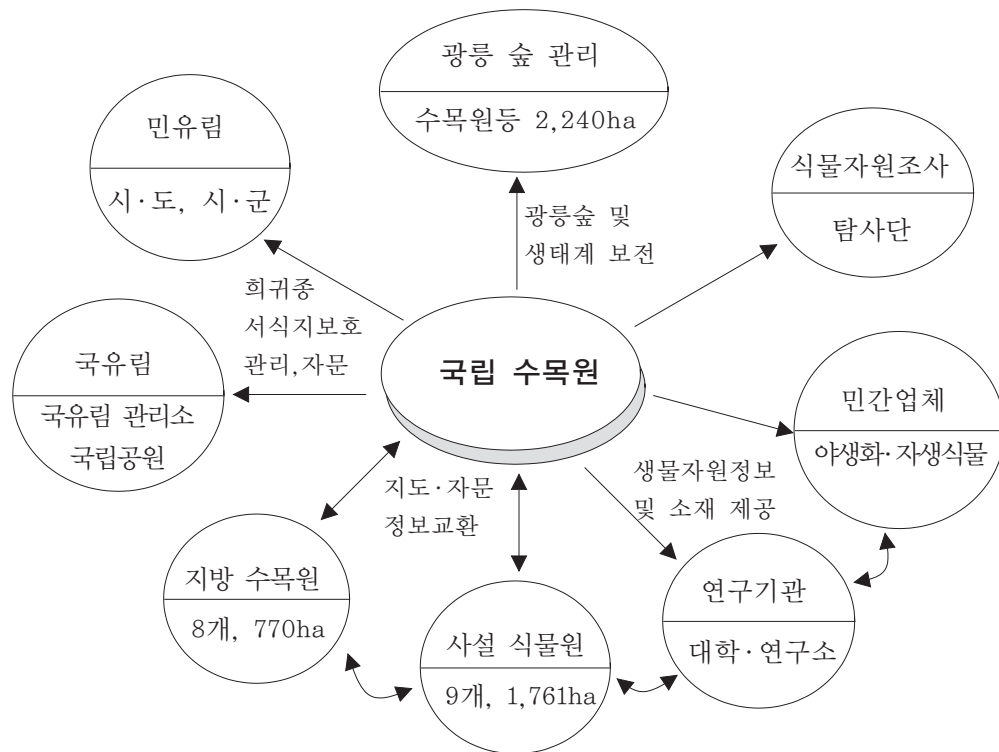 광릉 숲 관리
수목원등 2,240ha
민유림
시·도, 시·군
식물자원조사
탐사단
광릉숲 및
생태계 보전
희귀종
서식지보호
관리,자문
국유림
국유림 관리소
국립공원
국립 수목원
민간업체
야생화·자생식물
지도·자문
정보교환
생물자원정보
및 소재 제공
지방 수목원
8개, 770ha
사설 식물원
9개, 1,761ha
연구기관
대학·연구소